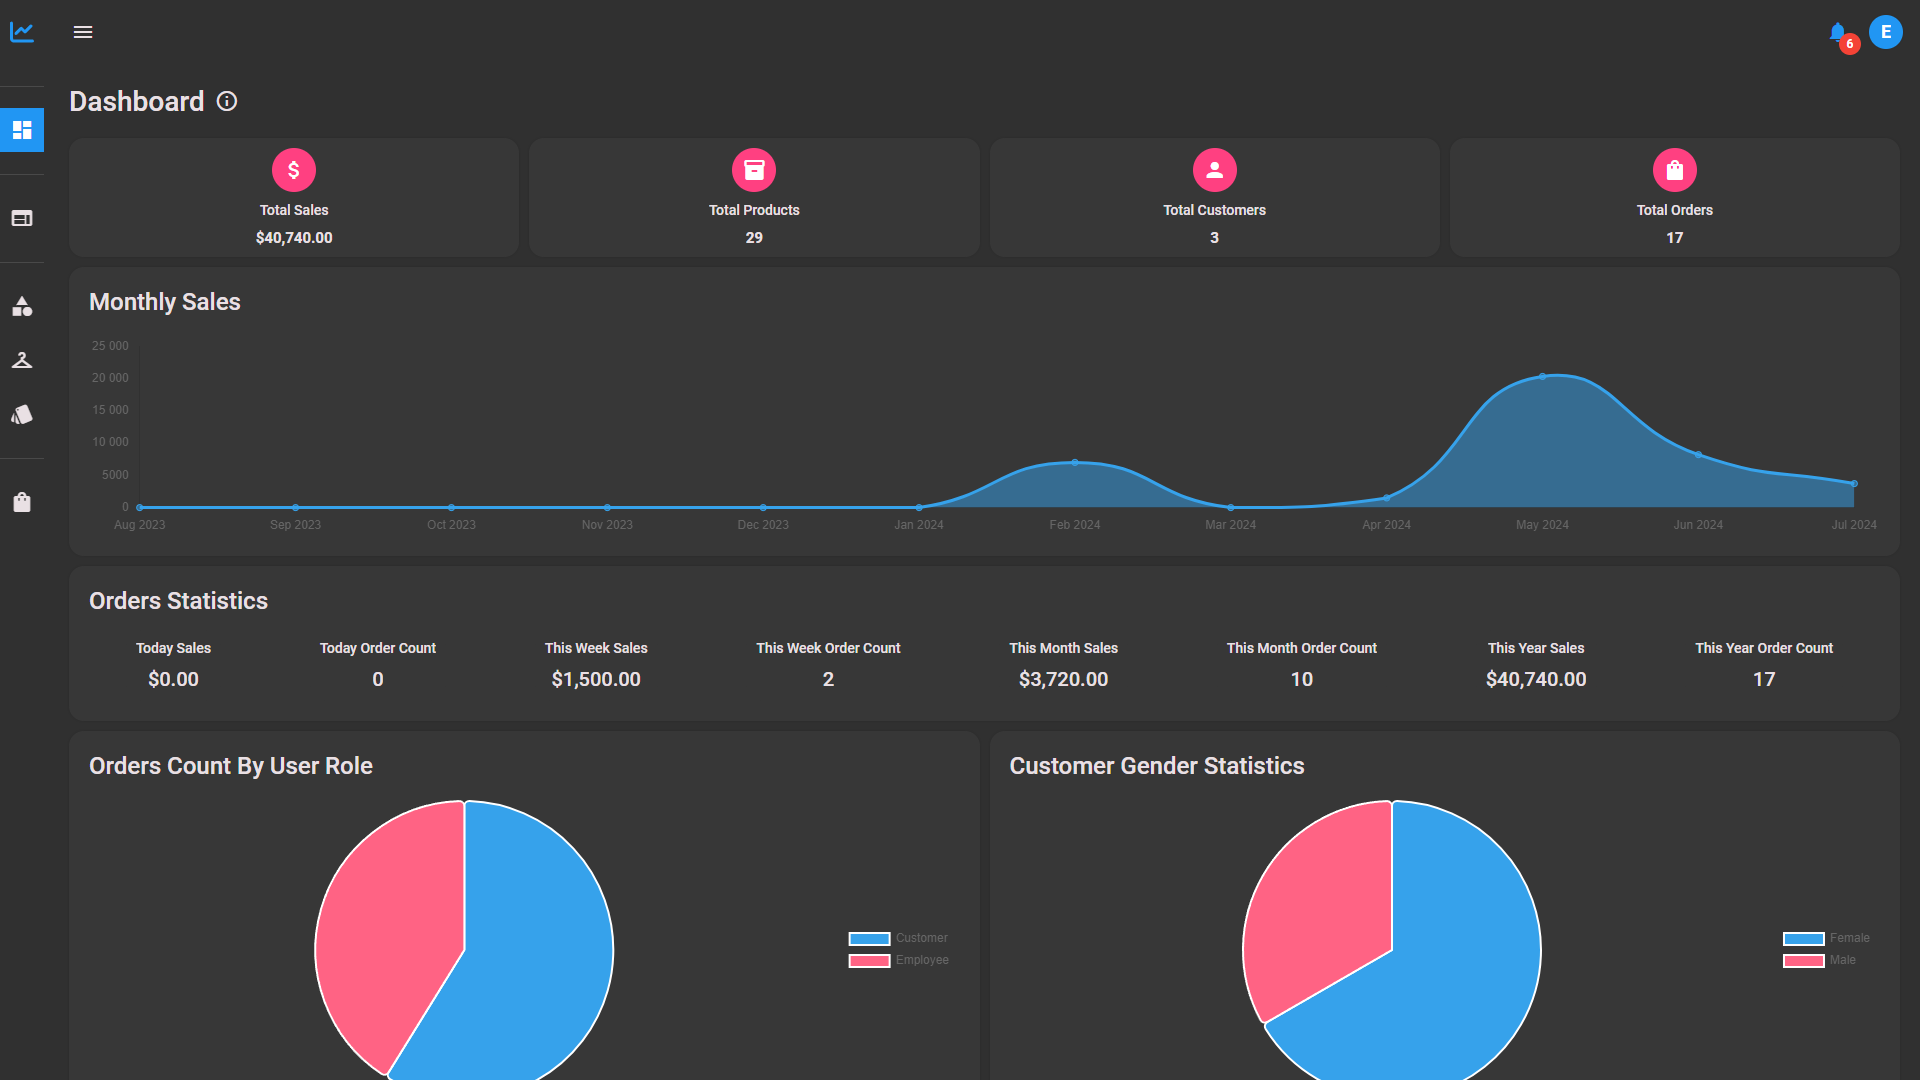 6
E
Dashboard
Total Sales
$40,740.00
Total Products
29
Total Customers
3
Total Orders
17
Monthly Sales
25 000
20 000
15 000
10 000
5000
0
Aug 2023 Sep 2023 Oct 2023 Nov 2023 Dec 2023 Jan 2024 Feb 2024 Mar 2024 Apr 2024 May 2024 Jun 2024 Jul 2024
Orders Statistics
Today Sales
$0.00
Today Order Count
0
This Week Sales
$1,500.00
This Week Order Count
2
This Month Sales
$3,720.00
This Month Order Count
10
This Year Sales
$40,740.00
This Year Order Count
17
Orders Count By User Role
Customer
Employee
Customer Gender Statistics
Female
Male